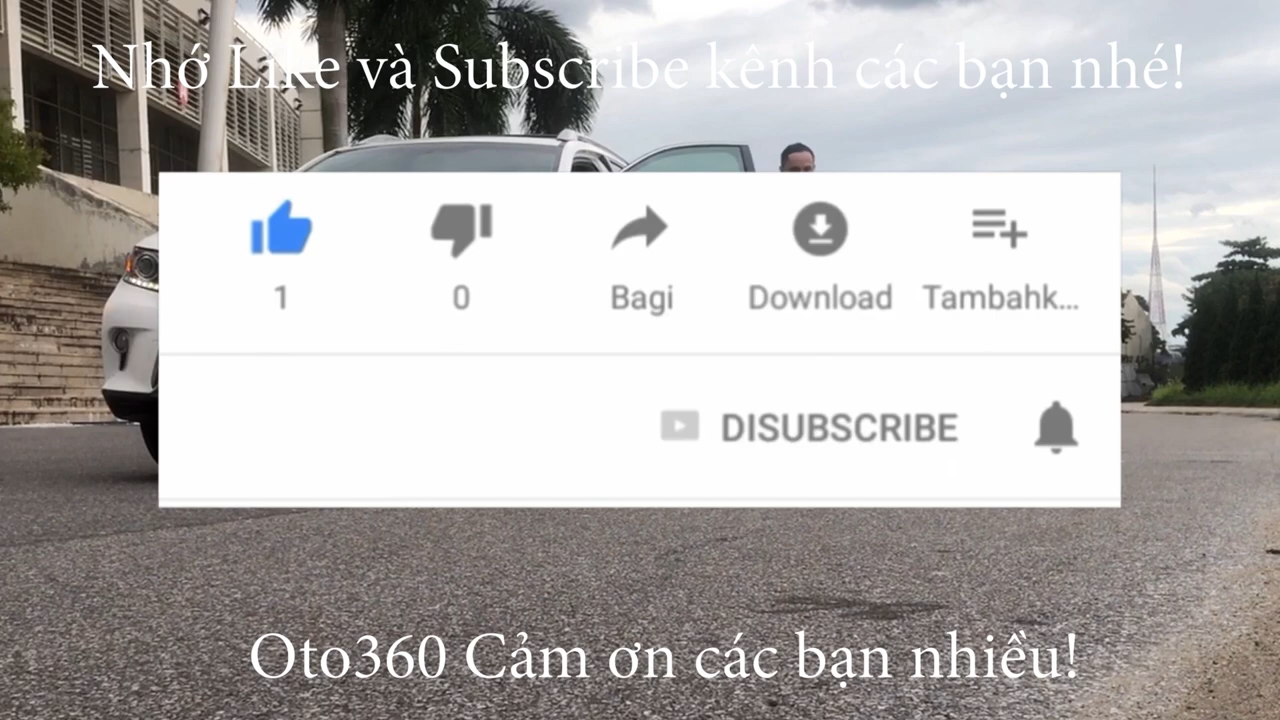 Nhớ Like và Subscribe kênh các bạn nhé!
1 0 Bagi Download Tambahk...
DISUBSCRIBE
Oto360 Cảm ơn các bạn nhiều!